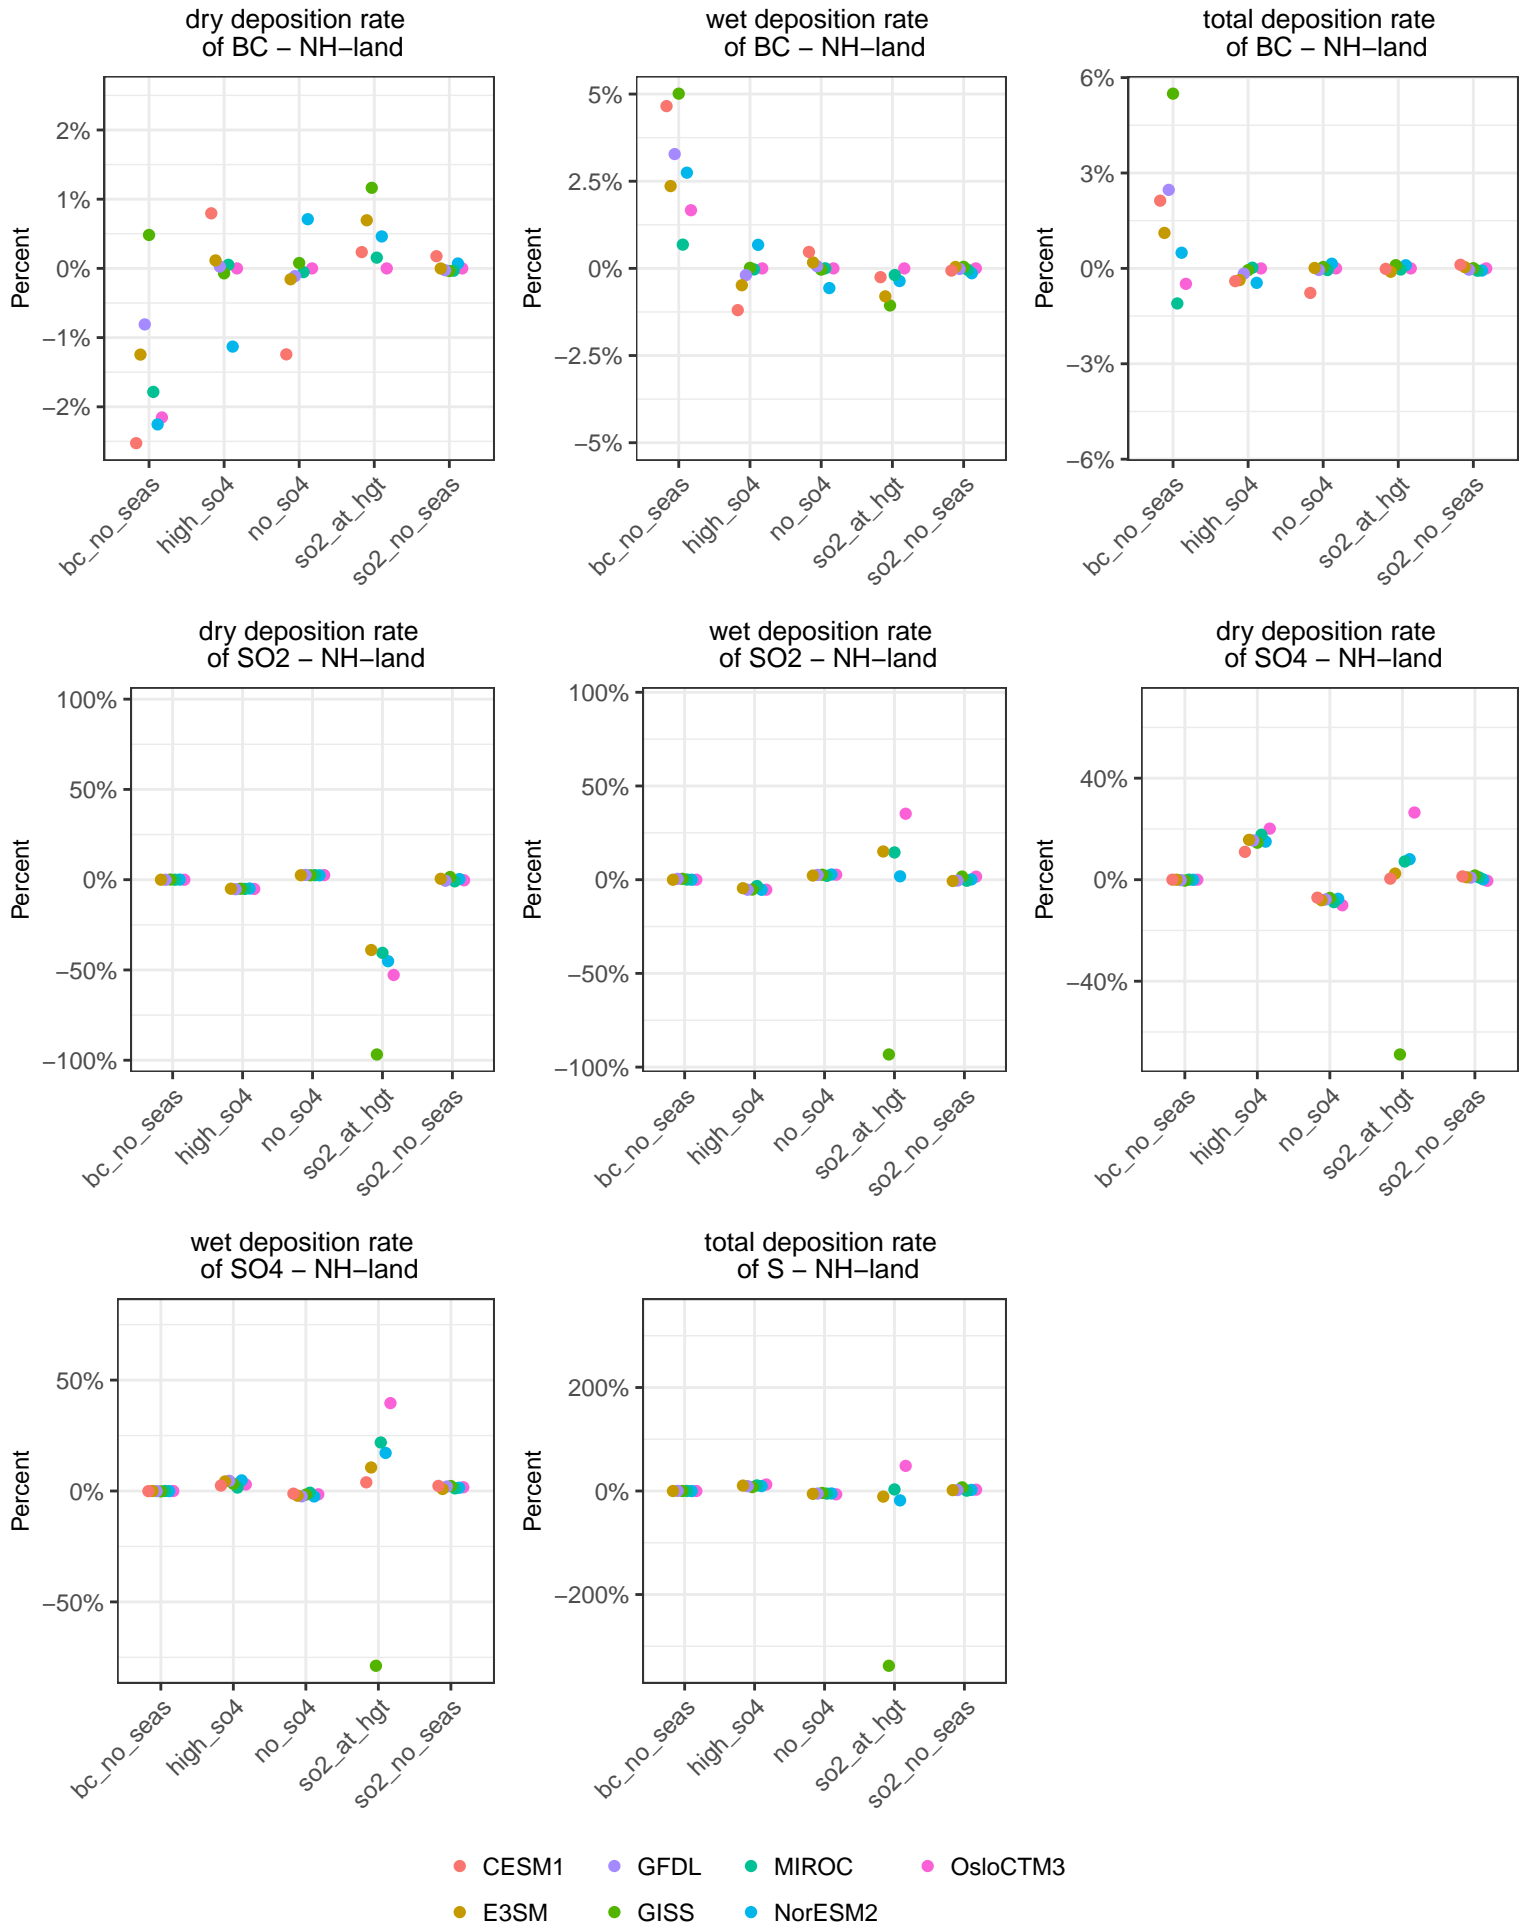 dry deposition rate
of BC − NH−land
Percent
2%
1%
0%
−1%
−2%
bc_no_seas
high_so4
no_so4
so2_at_hgt
so2_no_seas
wet deposition rate
of BC − NH−land
Percent
5%
2.5%
0%
−2.5%
−5%
bc_no_seas
high_so4
no_so4
so2_at_hgt
so2_no_seas
total deposition rate
of BC − NH−land
Percent
6%
3%
0%
−3%
−6%
bc_no_seas
high_so4
no_so4
so2_at_hgt
so2_no_seas
dry deposition rate
of SO2 − NH−land
Percent
100%
50%
0%
−50%
−100%
bc_no_seas
high_so4
no_so4
so2_at_hgt
so2_no_seas
wet deposition rate
of SO2 − NH−land
Percent
100%
50%
0%
−50%
−100%
bc_no_seas
high_so4
no_so4
so2_at_hgt
so2_no_seas
dry deposition rate
of SO4 − NH−land
Percent
40%
0%
−40%
bc_no_seas
high_so4
no_so4
so2_at_hgt
so2_no_seas
wet deposition rate
of SO4 − NH−land
Percent
50%
0%
−50%
bc_no_seas
high_so4
no_so4
so2_at_hgt
so2_no_seas
total deposition rate
of S − NH−land
Percent
200%
0%
−200%
bc_no_seas
high_so4
no_so4
so2_at_hgt
so2_no_seas
CESM1
GFDL
MIROC
OsloCTM3
E3SM
GISS
NorESM2